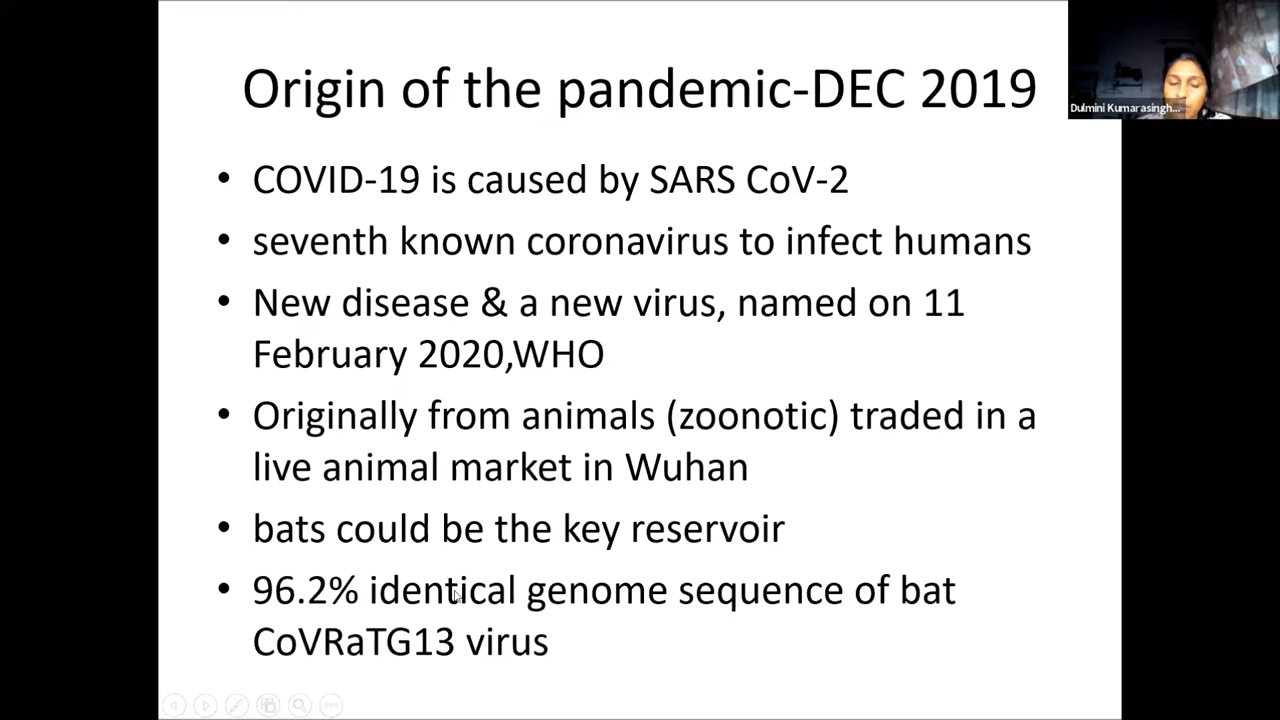 Origin of the pandemic-DEC 2019
Dulmini Kumarasingh...
• COVID-19 is caused by SARS CoV-2
• seventh known coronavirus to infect humans
• New disease & a new virus, named on 11
February 2020,WHO
• Originally from animals (zoonotic) traded in a
live animal market in Wuhan
• bats could be the key reservoir
• 96.2% identical genome sequence of bat
CoVRaTG13 virus